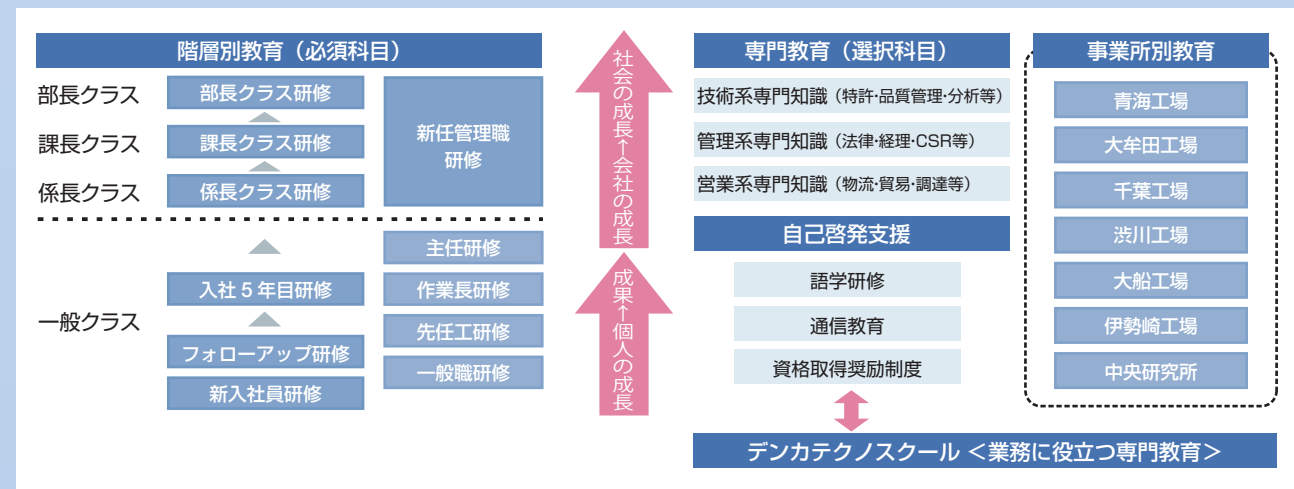 階層別教育（必須科目）
部長クラス
部長クラス研修
課長クラス
課長クラス研修
係長クラス
係長クラス研修
新任管理職
研修
一般クラス
入社5年目研修
フォローアップ研修
新入社員研修
主任研修
作業長研修
先任工研修
一般職研修
社会の成長↑会社の成長
成果↑個人の成長
専門教育（選択科目）
技術系専門知識（特許・品質管理・分析等）
管理系専門知識（法律・経理・CSR等）
営業系専門知識（物流・貿易・調達等）
自己啓発支援
語学研修
通信教育
資格取得奨励制度
事業所別教育
青海工場
大牟田工場
千葉工場
渋川工場
大船工場
伊勢崎工場
中央研究所
デンカテクノスクール ＜業務に役立つ専門教育＞